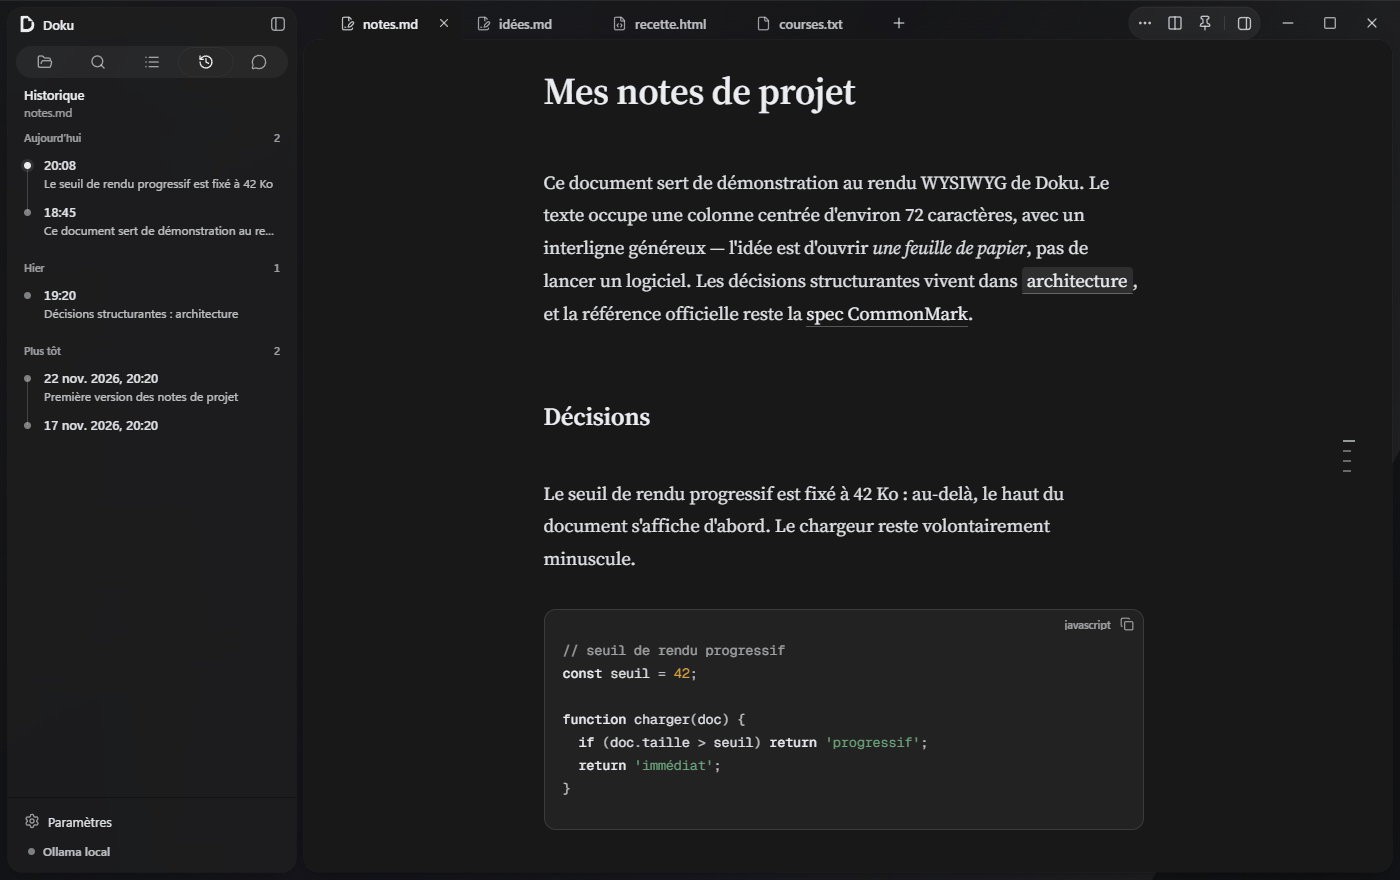 Doku
notes.md
idées.md
recette.html
courses.txt
Historique
notes.md
Aujourd'hui 2
20:08
Le seuil de rendu progressif est fixé à 42 Ko
18:45
Ce document sert de démonstration au re...
Hier 1
19:20
Décisions structurantes : architecture
Plus tôt 2
22 nov. 2026, 20:20
Première version des notes de projet
17 nov. 2026, 20:20
Paramètres
Ollama local
Mes notes de projet
Ce document sert de démonstration au rendu WYSIWYG de Doku. Le
texte occupe une colonne centrée d'environ 72 caractères, avec un
interligne généreux — l'idée est d'ouvrir une feuille de papier, pas de
lancer un logiciel. Les décisions structurantes vivent dans architecture ,
et la référence officielle reste la spec CommonMark.
Décisions
Le seuil de rendu progressif est fixé à 42 Ko : au-delà, le haut du
document s'affiche d'abord. Le chargeur reste volontairement
minuscule.
javascript
// seuil de rendu progressif
const seuil = 42;
function charger(doc) {
  if (doc.taille > seuil) return 'progressif';
  return 'immédiat';
}